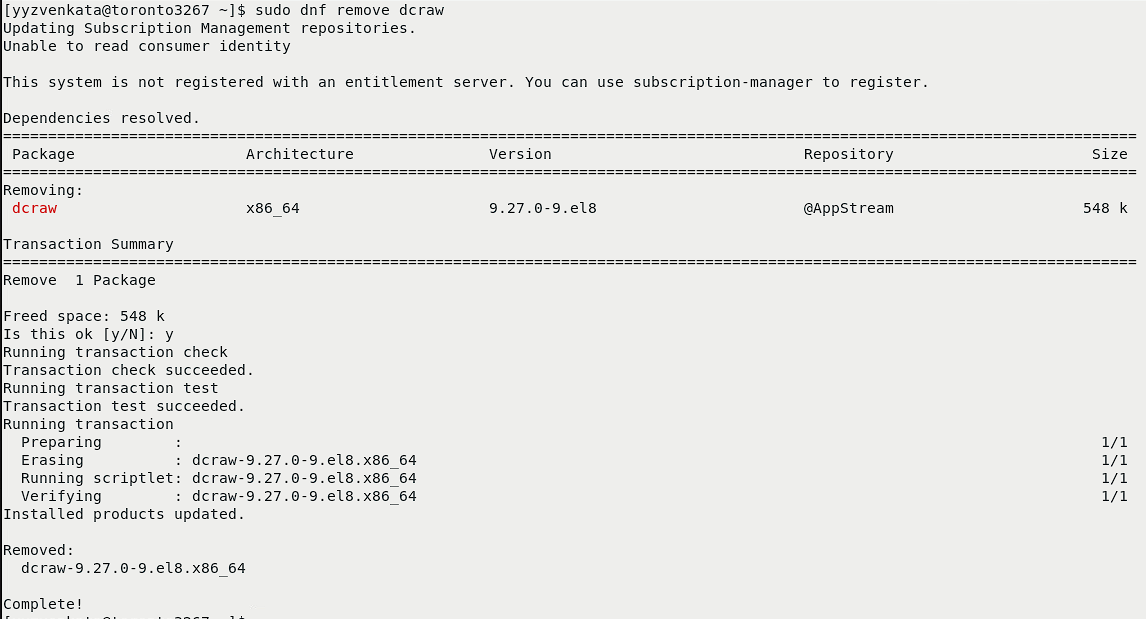 [yyzvenkata@toronto3267 ~]$ sudo dnf remove dcraw
Updating Subscription Management repositories.
Unable to read consumer identity
This system is not registered with an entitlement server. You can use subscription-manager to register.
Dependencies resolved.
==============================================================================================================================
Package Architecture Version Repository Size
==============================================================================================================================
Removing:
dcraw x86_64 9.27.0-9.el8 @AppStream 548 k
Transaction Summary
==============================================================================================================================
Remove  1 Package
Freed space: 548 k
Is this ok [y/N]: y
Running transaction check
Transaction check succeeded.
Running transaction test
Transaction test succeeded.
Running transaction
Preparing : 1/1
Erasing : dcraw-9.27.0-9.el8.x86_64 1/1
Running scriptlet: dcraw-9.27.0-9.el8.x86_64 1/1
Verifying : dcraw-9.27.0-9.el8.x86_64 1/1
Installed products updated.
Removed:
dcraw-9.27.0-9.el8.x86_64
Complete!